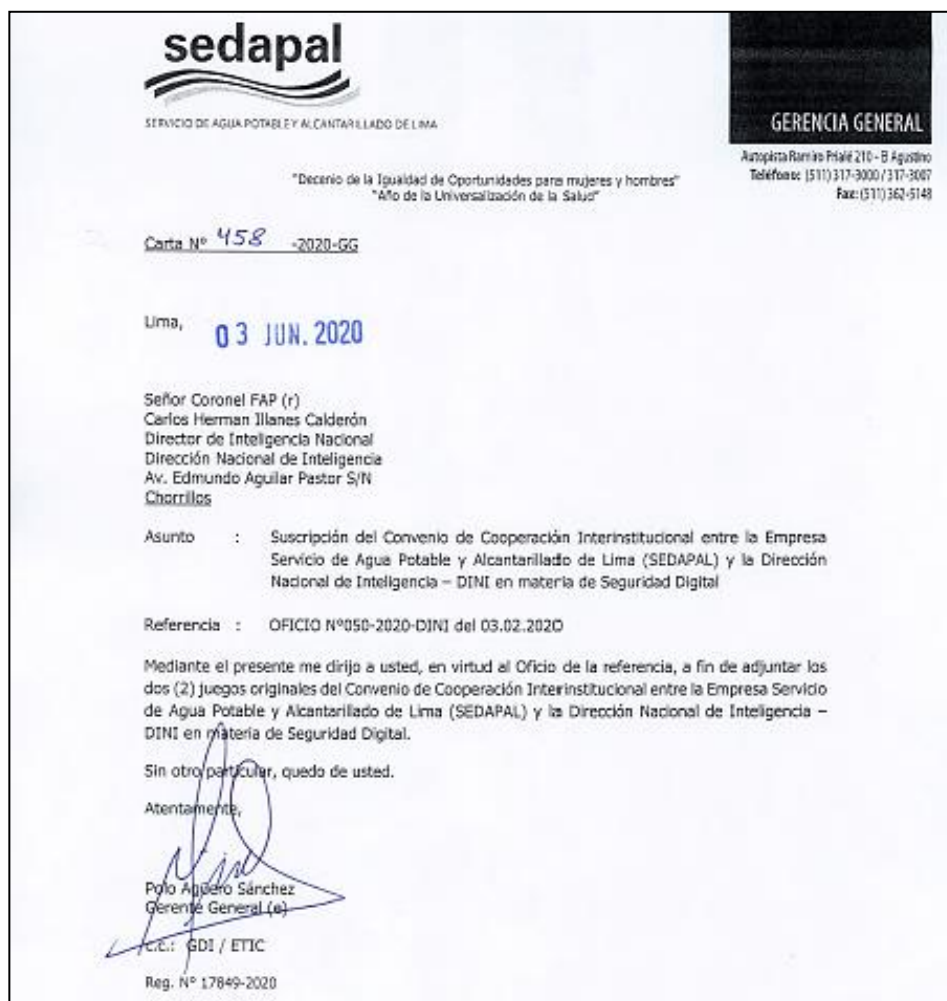 sedapal
SERVICIO DE AGUA POTABLE Y ALCANTARILLADO DE LIMA
GERENCIA GENERAL
Autopista Ramiro Prialé 210 - El Agustino
Teléfonos: (511) 317-3000 / 317-3007
Fax: (511) 362-5148
"Decenio de la Igualdad de Oportunidades para mujeres y hombres"
"Año de la Universalización de la Salud"
Carta Nº 458 -2020-GG
Lima, 03 JUN. 2020
Señor Coronel FAP (r)
Carlos Herman Illanes Calderón
Director de Inteligencia Nacional
Dirección Nacional de Inteligencia
Av. Edmundo Aguilar Pastor S/N
Chorrillos
Asunto : Suscripción del Convenio de Cooperación Interinstitucional entre la Empresa
Servicio de Agua Potable y Alcantarillado de Lima (SEDAPAL) y la Dirección
Nacional de Inteligencia – DINI en materia de Seguridad Digital
Referencia : OFICIO Nº050-2020-DINI del 03.02.2020
Mediante el presente me dirijo a usted, en virtud al Oficio de la referencia, a fin de adjuntar los
dos (2) juegos originales del Convenio de Cooperación Interinstitucional entre la Empresa Servicio
de Agua Potable y Alcantarillado de Lima (SEDAPAL) y la Dirección Nacional de Inteligencia –
DINI en materia de Seguridad Digital.
Sin otro particular, quedo de usted.
Atentamente,
Polo Agüero Sánchez
Gerente General (e)
c.c.: GDI / ETIC
Reg. Nº 17849-2020